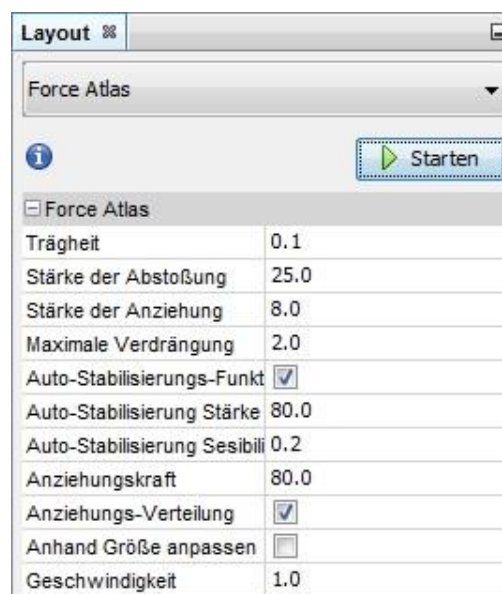 Layout
Force Atlas
Starten
Force Atlas
Trägheit 0.1
Stärke der Abstoßung 25.0
Stärke der Anziehung 8.0
Maximale Verdrängung 2.0
Auto-Stabilisierungs-Funkt
Auto-Stabilisierung Stärke 80.0
Auto-Stabilisierung Sesibili 0.2
Anziehungskraft 80.0
Anziehungs-Verteilung
Anhand Größe anpassen
Geschwindigkeit 1.0